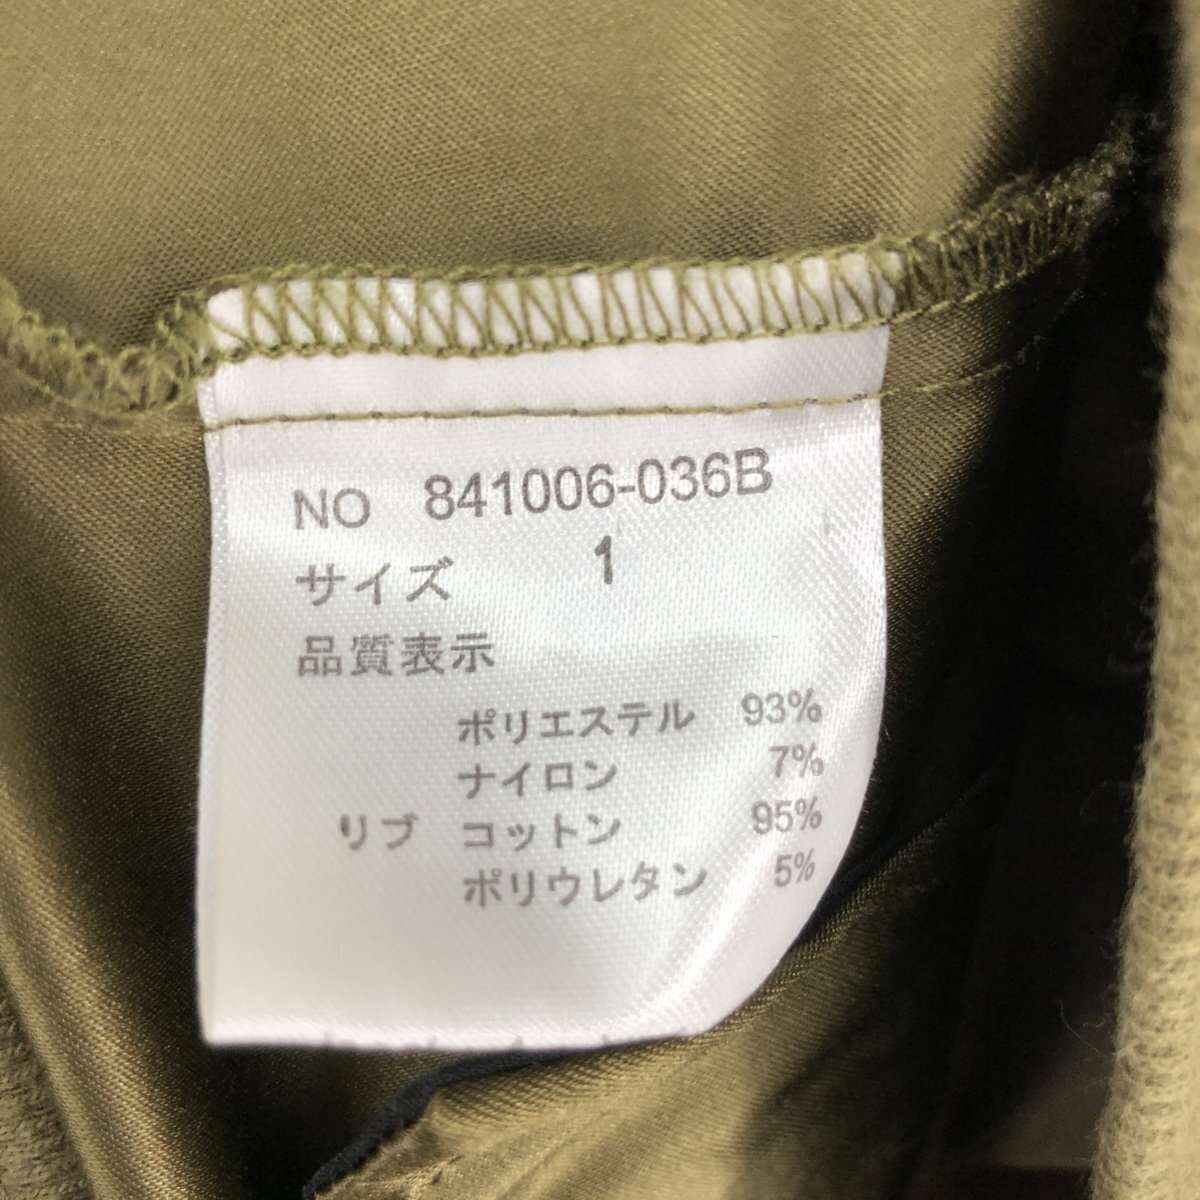 NO 841006-036B
サイズ 1
品質表示
ポリエステル 93%
ナイロン 7%
リブ コットン 95%
ポリウレタン 5%